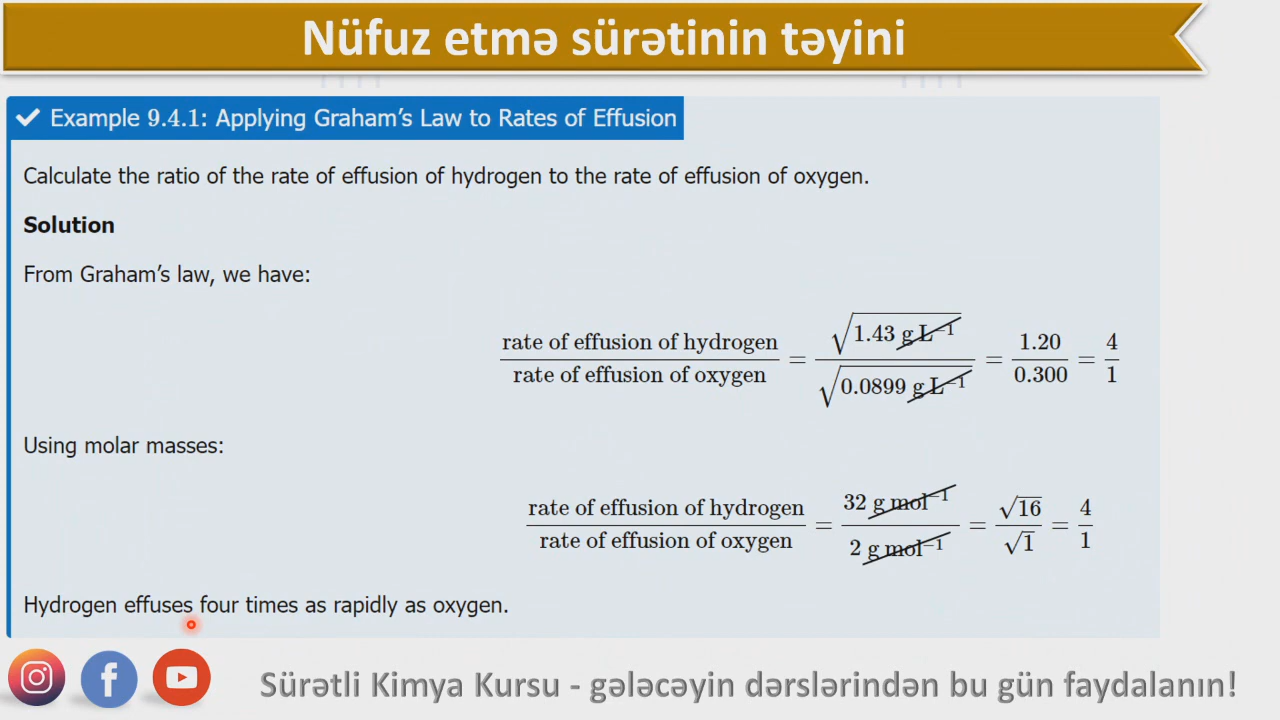 Nüfuz etmə sürətinin təyini
✓ Example 9.4.1: Applying Graham's Law to Rates of Effusion
Calculate the ratio of the rate of effusion of hydrogen to the rate of effusion of oxygen.
Solution
From Graham's law, we have:
rate of effusion of hydrogen / rate of effusion of oxygen = √1.43 g L⁻¹ / √0.0899 g L⁻¹ = 1.20 / 0.300 = 4 / 1
Using molar masses:
rate of effusion of hydrogen / rate of effusion of oxygen = 32 g mol⁻¹ / 2 g mol⁻¹ = √16 / √1 = 4 / 1
Hydrogen effuses four times as rapidly as oxygen.
Sürətli Kimya Kursu - gələcəyin dərslərindən bu gün faydalanın!